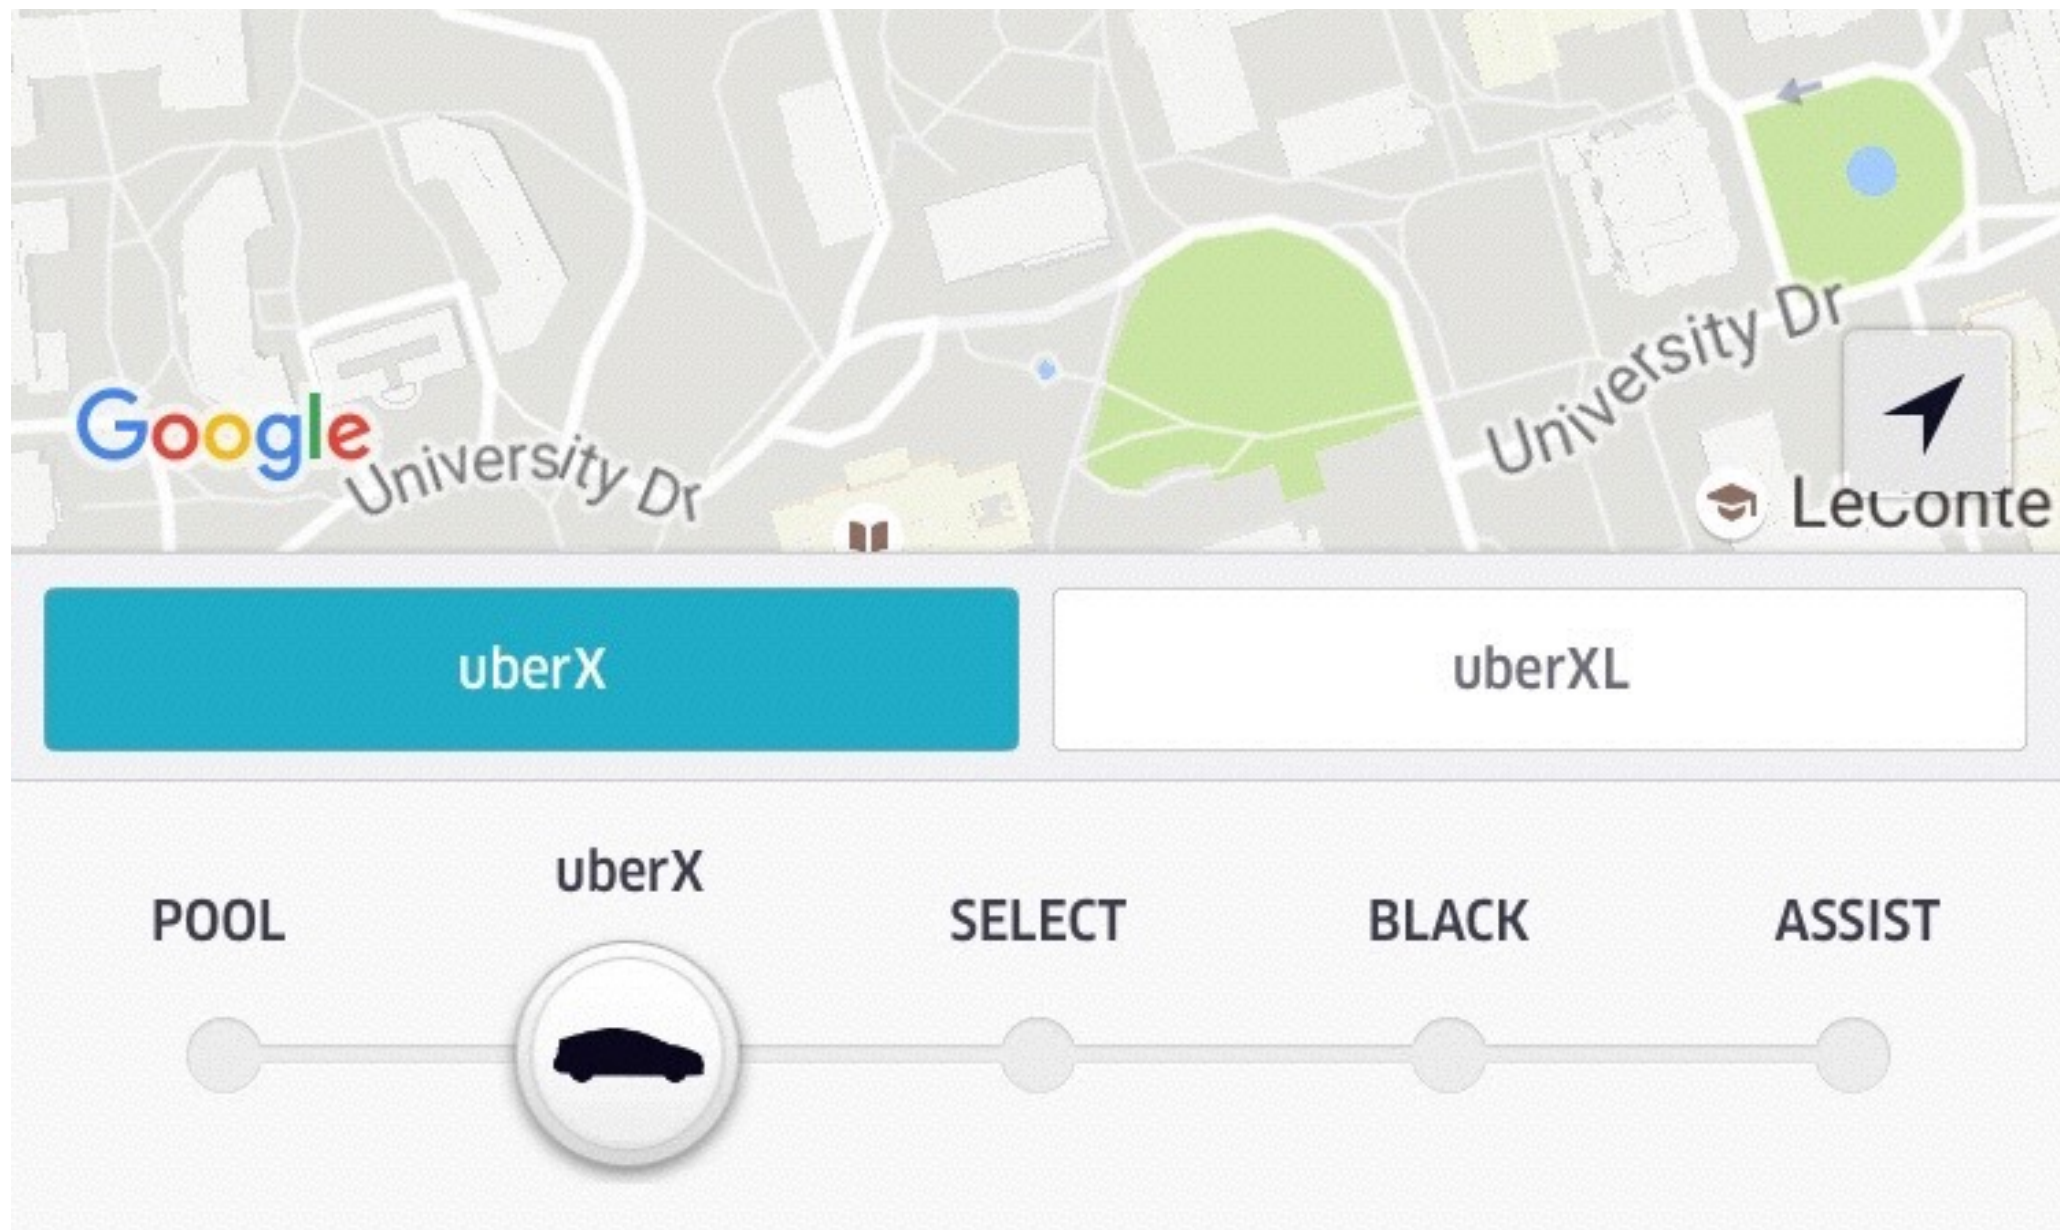 University Dr
Google
University Dr
LeConte
uberX
uberXL
uberX
POOL
SELECT
BLACK
ASSIST